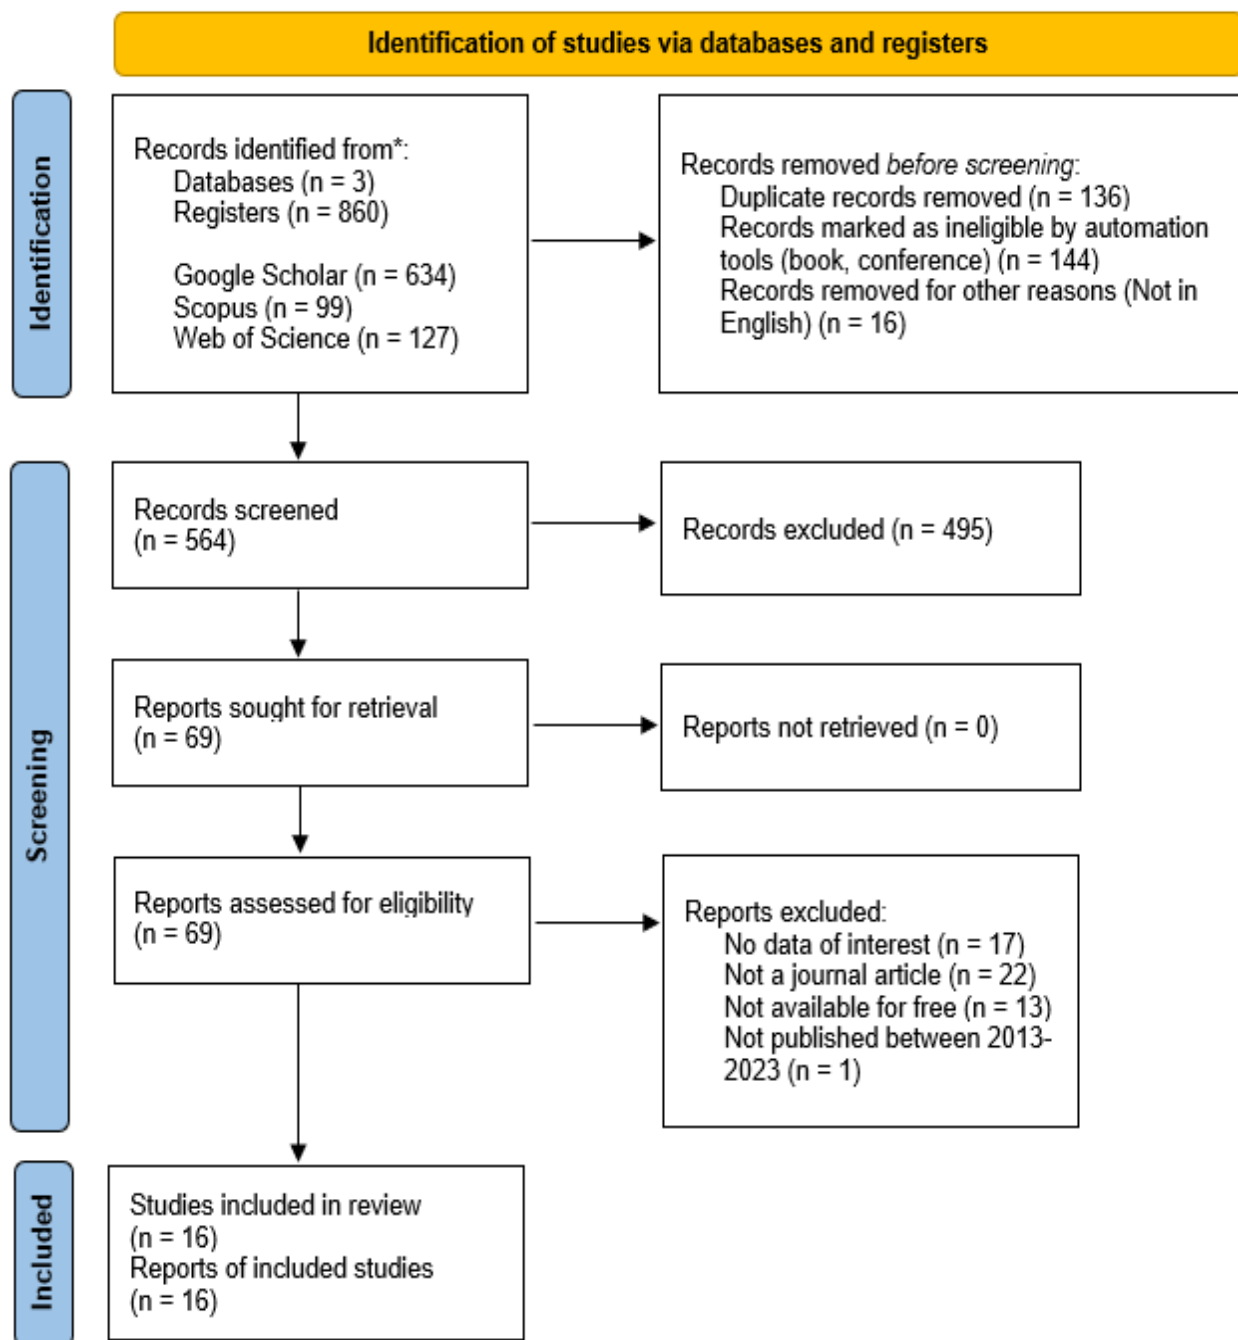 Identification of studies via databases and registers
Identification
Records identified from*:
Databases (n = 3)
Registers (n = 860)
Google Scholar (n = 634)
Scopus (n = 99)
Web of Science (n = 127)
Records removed before screening:
Duplicate records removed (n = 136)
Records marked as ineligible by automation
tools (book, conference) (n = 144)
Records removed for other reasons (Not in
English) (n = 16)
Screening
Records screened
(n = 564)
Records excluded (n = 495)
Reports sought for retrieval
(n = 69)
Reports not retrieved (n = 0)
Reports assessed for eligibility
(n = 69)
Reports excluded:
No data of interest (n = 17)
Not a journal article (n = 22)
Not available for free (n = 13)
Not published between 2013-
2023 (n = 1)
Included
Studies included in review
(n = 16)
Reports of included studies
(n = 16)